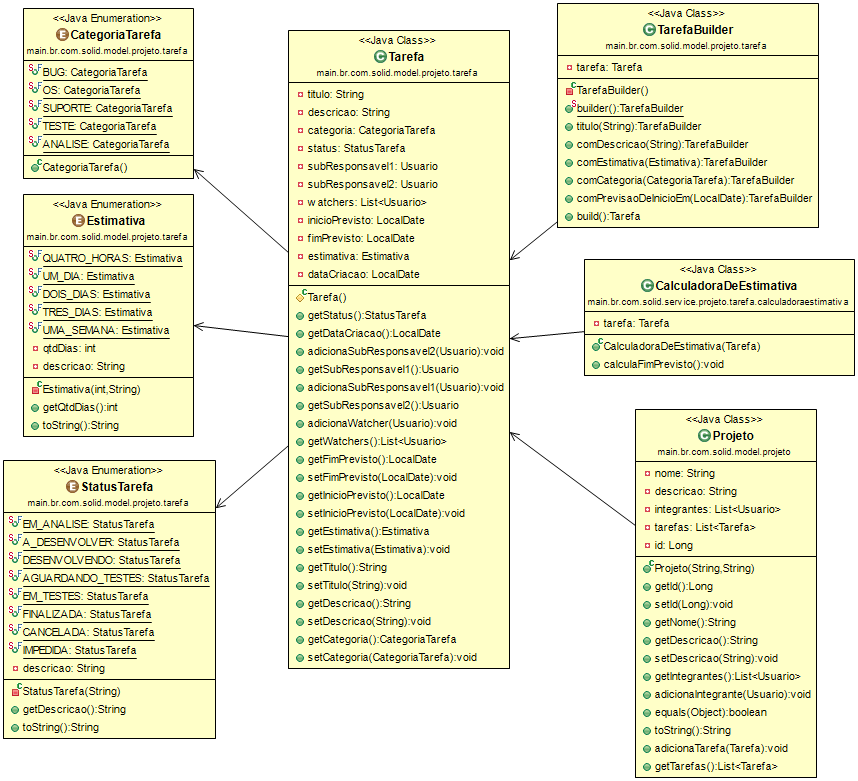 <<Java Enumeration>>
CategoriaTarefa
main.br.com.solid.model.projeto.tarefa
BUG: CategoriaTarefa
OS: CategoriaTarefa
SUPORTE: CategoriaTarefa
TESTE: CategoriaTarefa
ANALISE: CategoriaTarefa
CategoriaTarefa()
<<Java Enumeration>>
Estimativa
main.br.com.solid.model.projeto.tarefa
QUATRO_HORAS: Estimativa
UM_DIA: Estimativa
DOIS_DIAS: Estimativa
TRES_DIAS: Estimativa
UMA_SEMANA: Estimativa
qtdDias: int
descricao: String
Estimativa(int,String)
getQtdDias():int
toString():String
<<Java Enumeration>>
StatusTarefa
main.br.com.solid.model.projeto.tarefa
EM_ANALISE: StatusTarefa
A_DESENVOLVER: StatusTarefa
DESENVOLVENDO: StatusTarefa
AGUARDANDO_TESTES: StatusTarefa
EM_TESTES: StatusTarefa
FINALIZADA: StatusTarefa
CANCELADA: StatusTarefa
IMPEDIDA: StatusTarefa
descricao: String
StatusTarefa(String)
getDescricao():String
toString():String
<<Java Class>>
Tarefa
main.br.com.solid.model.projeto.tarefa
titulo: String
descricao: String
categoria: CategoriaTarefa
status: StatusTarefa
subResponsavel1: Usuario
subResponsavel2: Usuario
watchers: List<Usuario>
inicioPrevisto: LocalDate
fimPrevisto: LocalDate
estimativa: Estimativa
dataCriacao: LocalDate
Tarefa()
getStatus():StatusTarefa
getDataCriacao():LocalDate
adicionaSubResponsavel2(Usuario):void
getSubResponsavel1():Usuario
adicionaSubResponsavel1(Usuario):void
getSubResponsavel2():Usuario
adicionaWatcher(Usuario):void
getWatchers():List<Usuario>
getFimPrevisto():LocalDate
setFimPrevisto(LocalDate):void
getInicioPrevisto():LocalDate
setInicioPrevisto(LocalDate):void
getEstimativa():Estimativa
setEstimativa(Estimativa):void
getTitulo():String
setTitulo(String):void
getDescricao():String
setDescricao(String):void
getCategoria():CategoriaTarefa
setCategoria(CategoriaTarefa):void
<<Java Class>>
TarefaBuilder
main.br.com.solid.model.projeto.tarefa
tarefa: Tarefa
TarefaBuilder()
builder():TarefaBuilder
titulo(String):TarefaBuilder
comDescricao(String):TarefaBuilder
comEstimativa(Estimativa):TarefaBuilder
comCategoria(CategoriaTarefa):TarefaBuilder
comPrevisaoDeInicioEm(LocalDate):TarefaBuilder
build():Tarefa
<<Java Class>>
CalculadoraDeEstimativa
main.br.com.solid.service.projeto.tarefa.calculadoraestimativa
tarefa: Tarefa
CalculadoraDeEstimativa(Tarefa)
calculaFimPrevisto():void
<<Java Class>>
Projeto
main.br.com.solid.model.projeto
nome: String
descricao: String
integrantes: List<Usuario>
tarefas: List<Tarefa>
id: Long
Projeto(String,String)
getId():Long
setId(Long):void
getNome():String
getDescricao():String
setDescricao(String):void
getIntegrantes():List<Usuario>
adicionaIntegrante(Usuario):void
equals(Object):boolean
toString():String
adicionaTarefa(Tarefa):void
getTarefas():List<Tarefa>